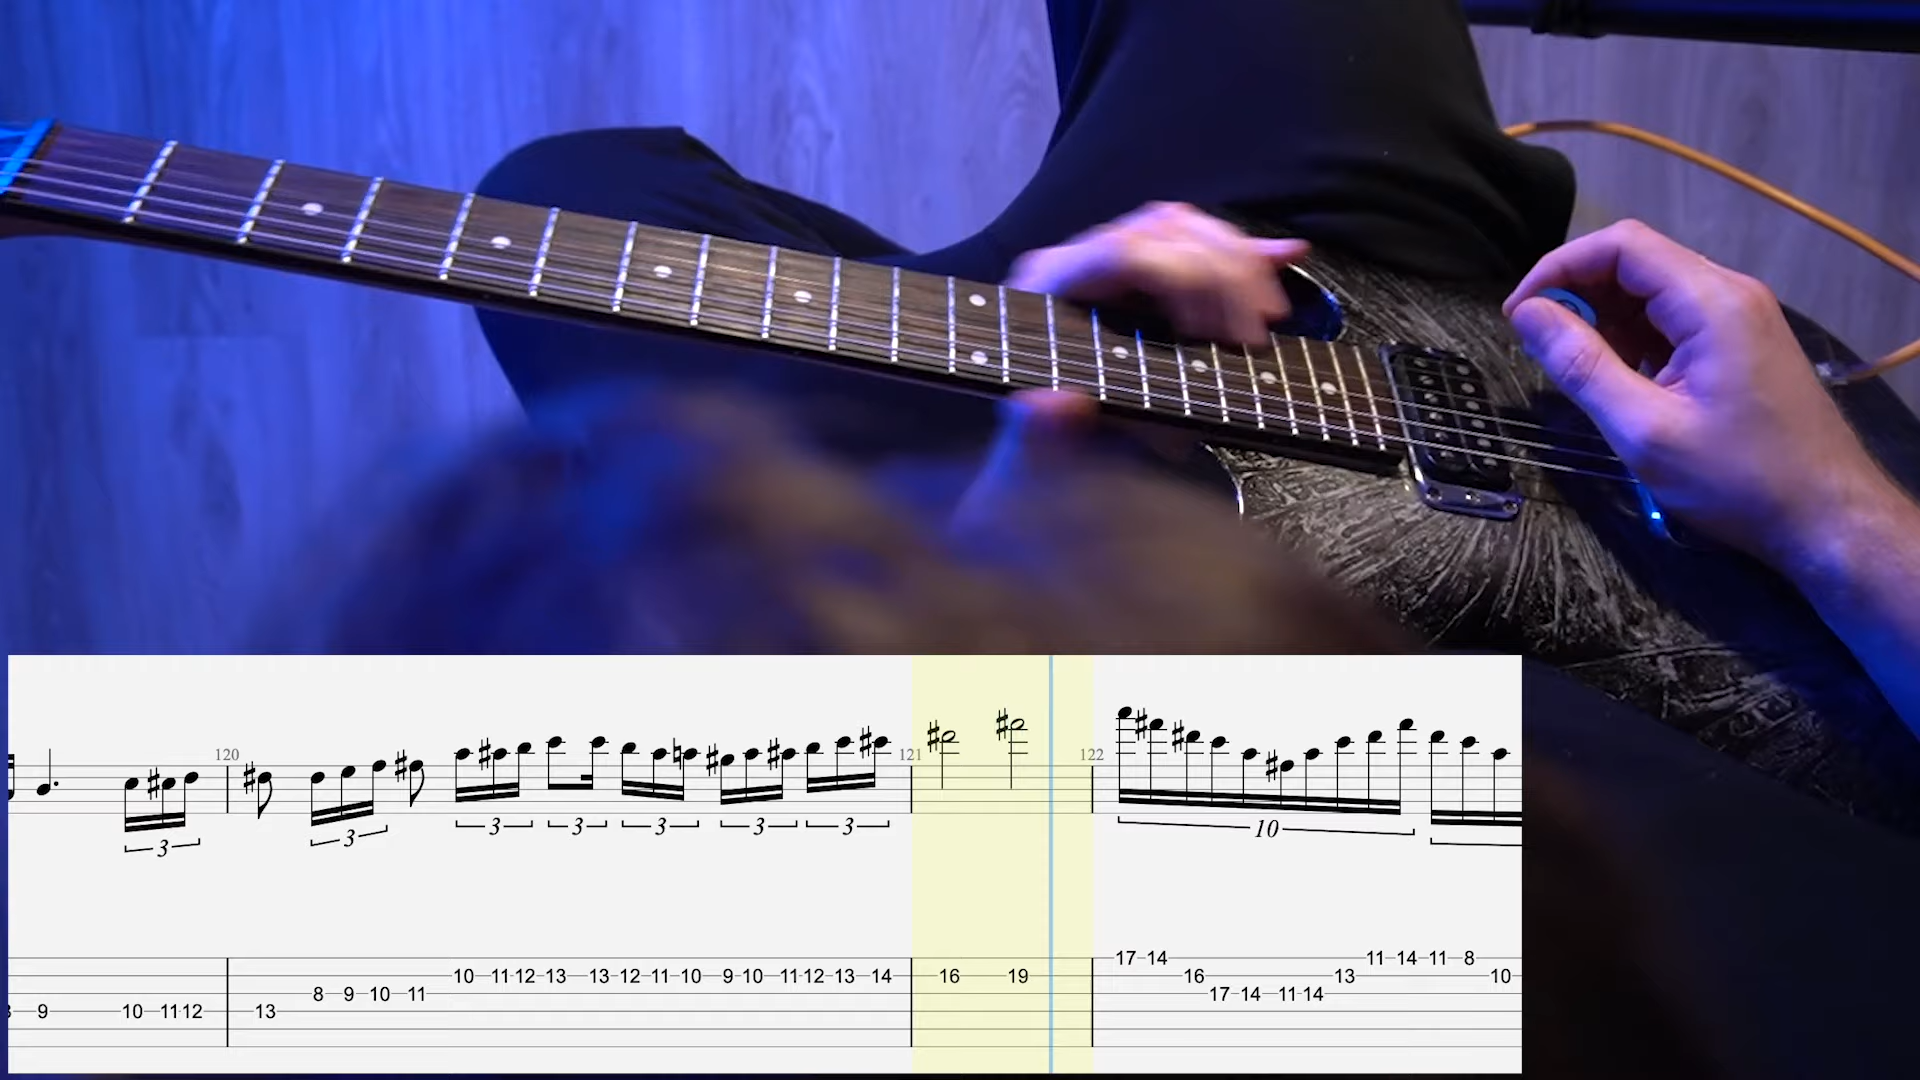 120 121 122
3 3 3 3 3 3 3 10
17 14 11 14 11 8
10 11 12 13 13 12 11 10 9 10 11 12 13 14 16 19 16 13 10
8 9 10 11 17 14 11 14
9 10 11 12 13